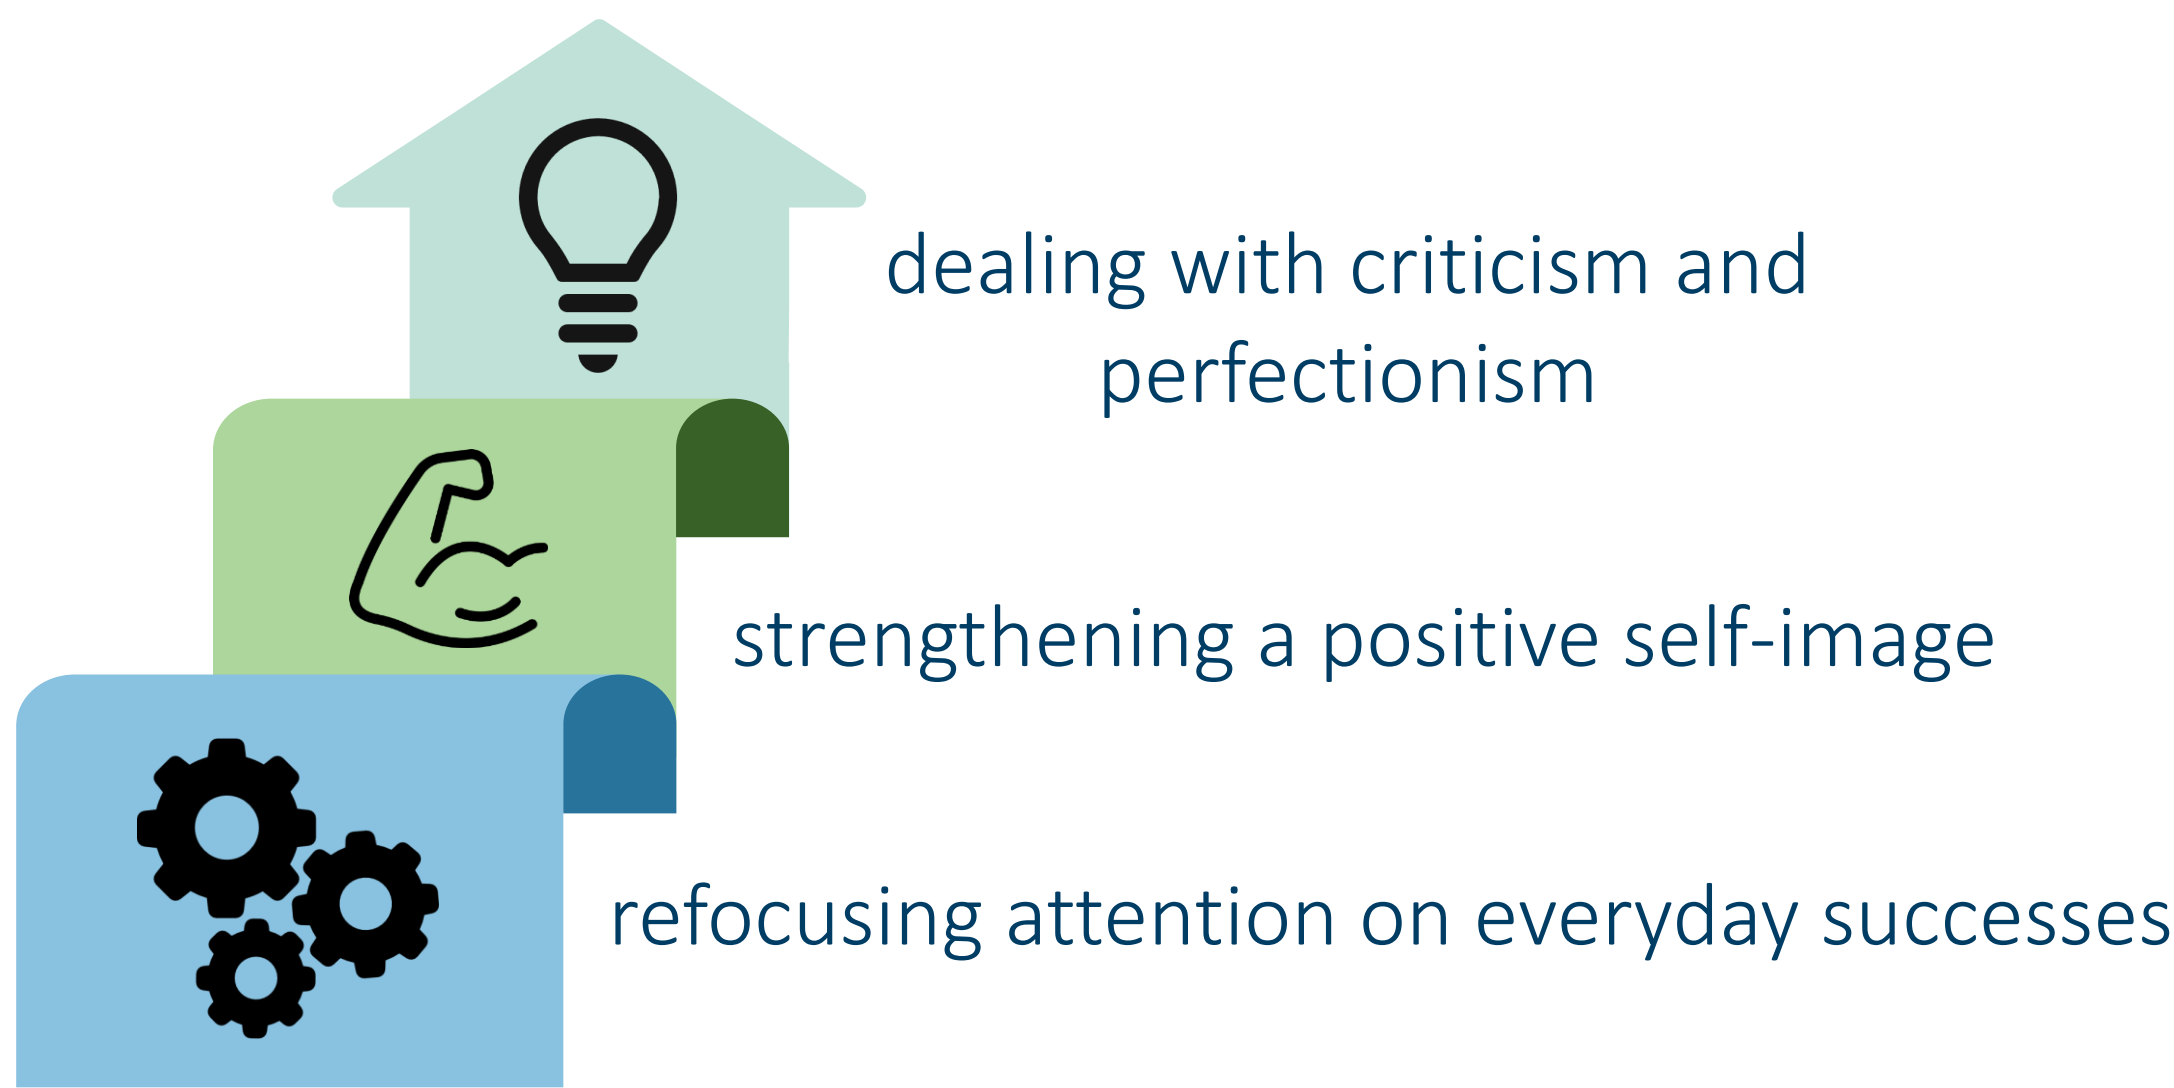 dealing with criticism and
perfectionism
strengthening a positive self-image
refocusing attention on everyday successes